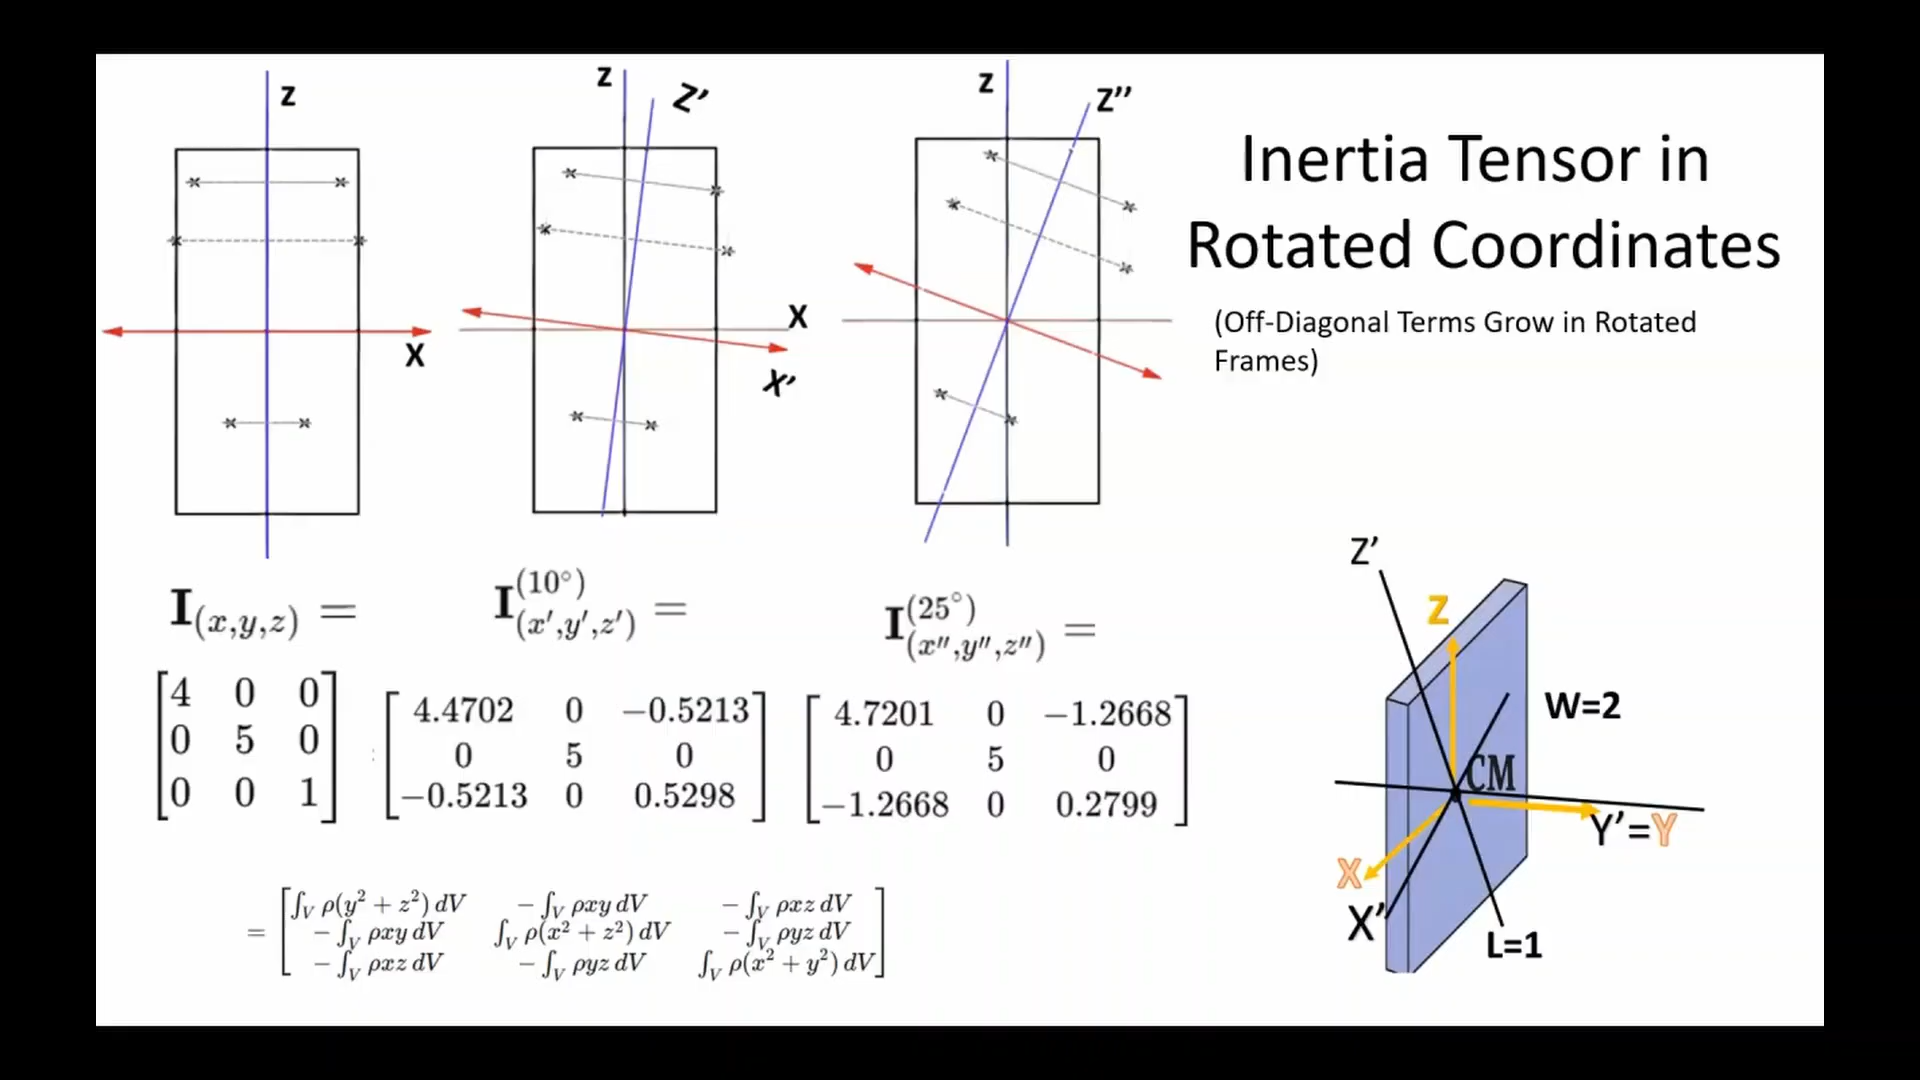 z
z
Z'
z
Z''
Inertia Tensor in
Rotated Coordinates
(Off-Diagonal Terms Grow in Rotated
Frames)
X
X
X'
I(x,y,z) =
I(x′,y′,z′)^(10°) =
I(x″,y″,z″)^(25°) =
4 0 0
0 5 0
0 0 1
4.4702 0 −0.5213
0 5 0
−0.5213 0 0.5298
4.7201 0 −1.2668
0 5 0
−1.2668 0 0.2799
= ∫V ρ(y² + z²) dV − ∫V ρxy dV − ∫V ρxz dV
− ∫V ρxy dV ∫V ρ(x² + z²) dV − ∫V ρyz dV
− ∫V ρxz dV − ∫V ρyz dV ∫V ρ(x² + y²) dV
Z'
Z
W=2
CM
Y'=Y
X
X'
L=1